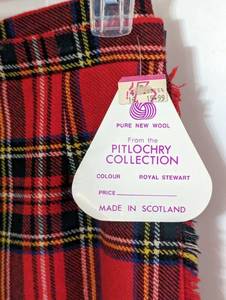 PURE NEW WOOL
From the
PITLOCHRY
COLLECTION
COLOUR ROYAL STEWART
PRICE
MADE IN SCOTLAND